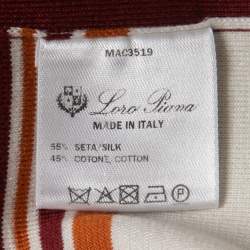 MAC3519
Loro Piana
MADE IN ITALY
55% SETA/SILK
45% COTONE, COTTON